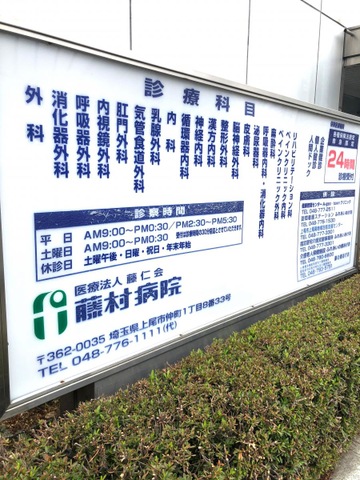 診療科目
外科
消化器外科
呼吸器外科
内視鏡外科
肛門外科
気管食道外科
乳腺外科
内科
循環器内科
神経内科
漢方内科
整形外科
脳神経外科
皮膚科
泌尿器科
呼吸器内科・消化器内科
麻酔科
ペインクリニック外科
ペインクリニック内科
リハビリテーション科
人間ドック
24時間
診療時間
平日 AM9:00～PM0:30／PM2:30～PM5:30
土曜日 AM9:00～PM0:30
休診日 土曜午後・日曜・祝日・年末年始
医療法人 藤仁会
藤村病院
〒362-0035 埼玉県上尾市仲町1丁目8番33号
TEL 048-776-1111(代)